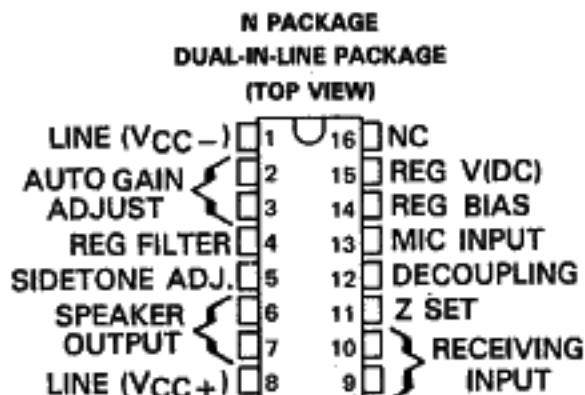 N PACKAGE
DUAL-IN-LINE PACKAGE
(TOP VIEW)
LINE (VCC−) 1 16 NC
AUTO GAIN ADJUST 2 15 REG V(DC)
3 14 REG BIAS
REG FILTER 4 13 MIC INPUT
SIDETONE ADJ. 5 12 DECOUPLING
SPEAKER OUTPUT 6 11 Z SET
7 10 RECEIVING INPUT
LINE (VCC+) 8 9